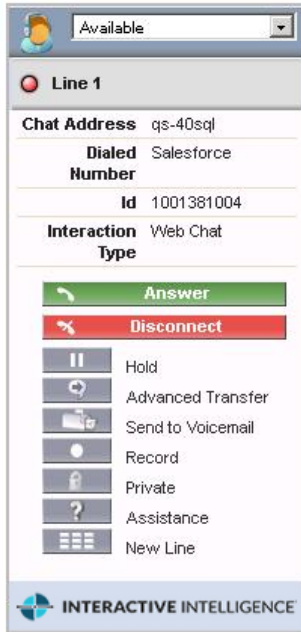 Available
Line 1
Chat Address qs-40sql
Dialed Salesforce
Number
Id 1001381004
Interaction Web Chat
Type
Answer
Disconnect
Hold
Advanced Transfer
Send to Voicemail
Record
Private
Assistance
New Line
INTERACTIVE INTELLIGENCE